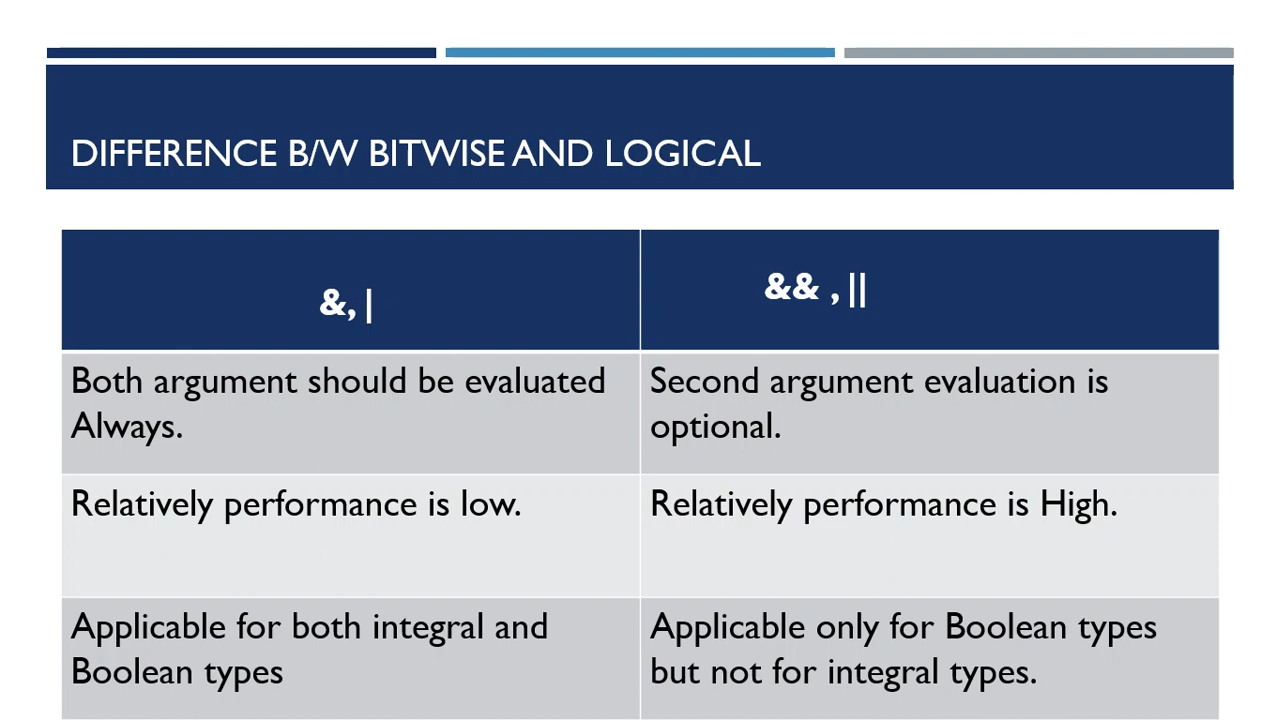 DIFFERENCE B/W BITWISE AND LOGICAL
&, |
&& , ||
Both argument should be evaluated
Always.
Second argument evaluation is
optional.
Relatively performance is low.
Relatively performance is High.
Applicable for both integral and
Boolean types
Applicable only for Boolean types
but not for integral types.